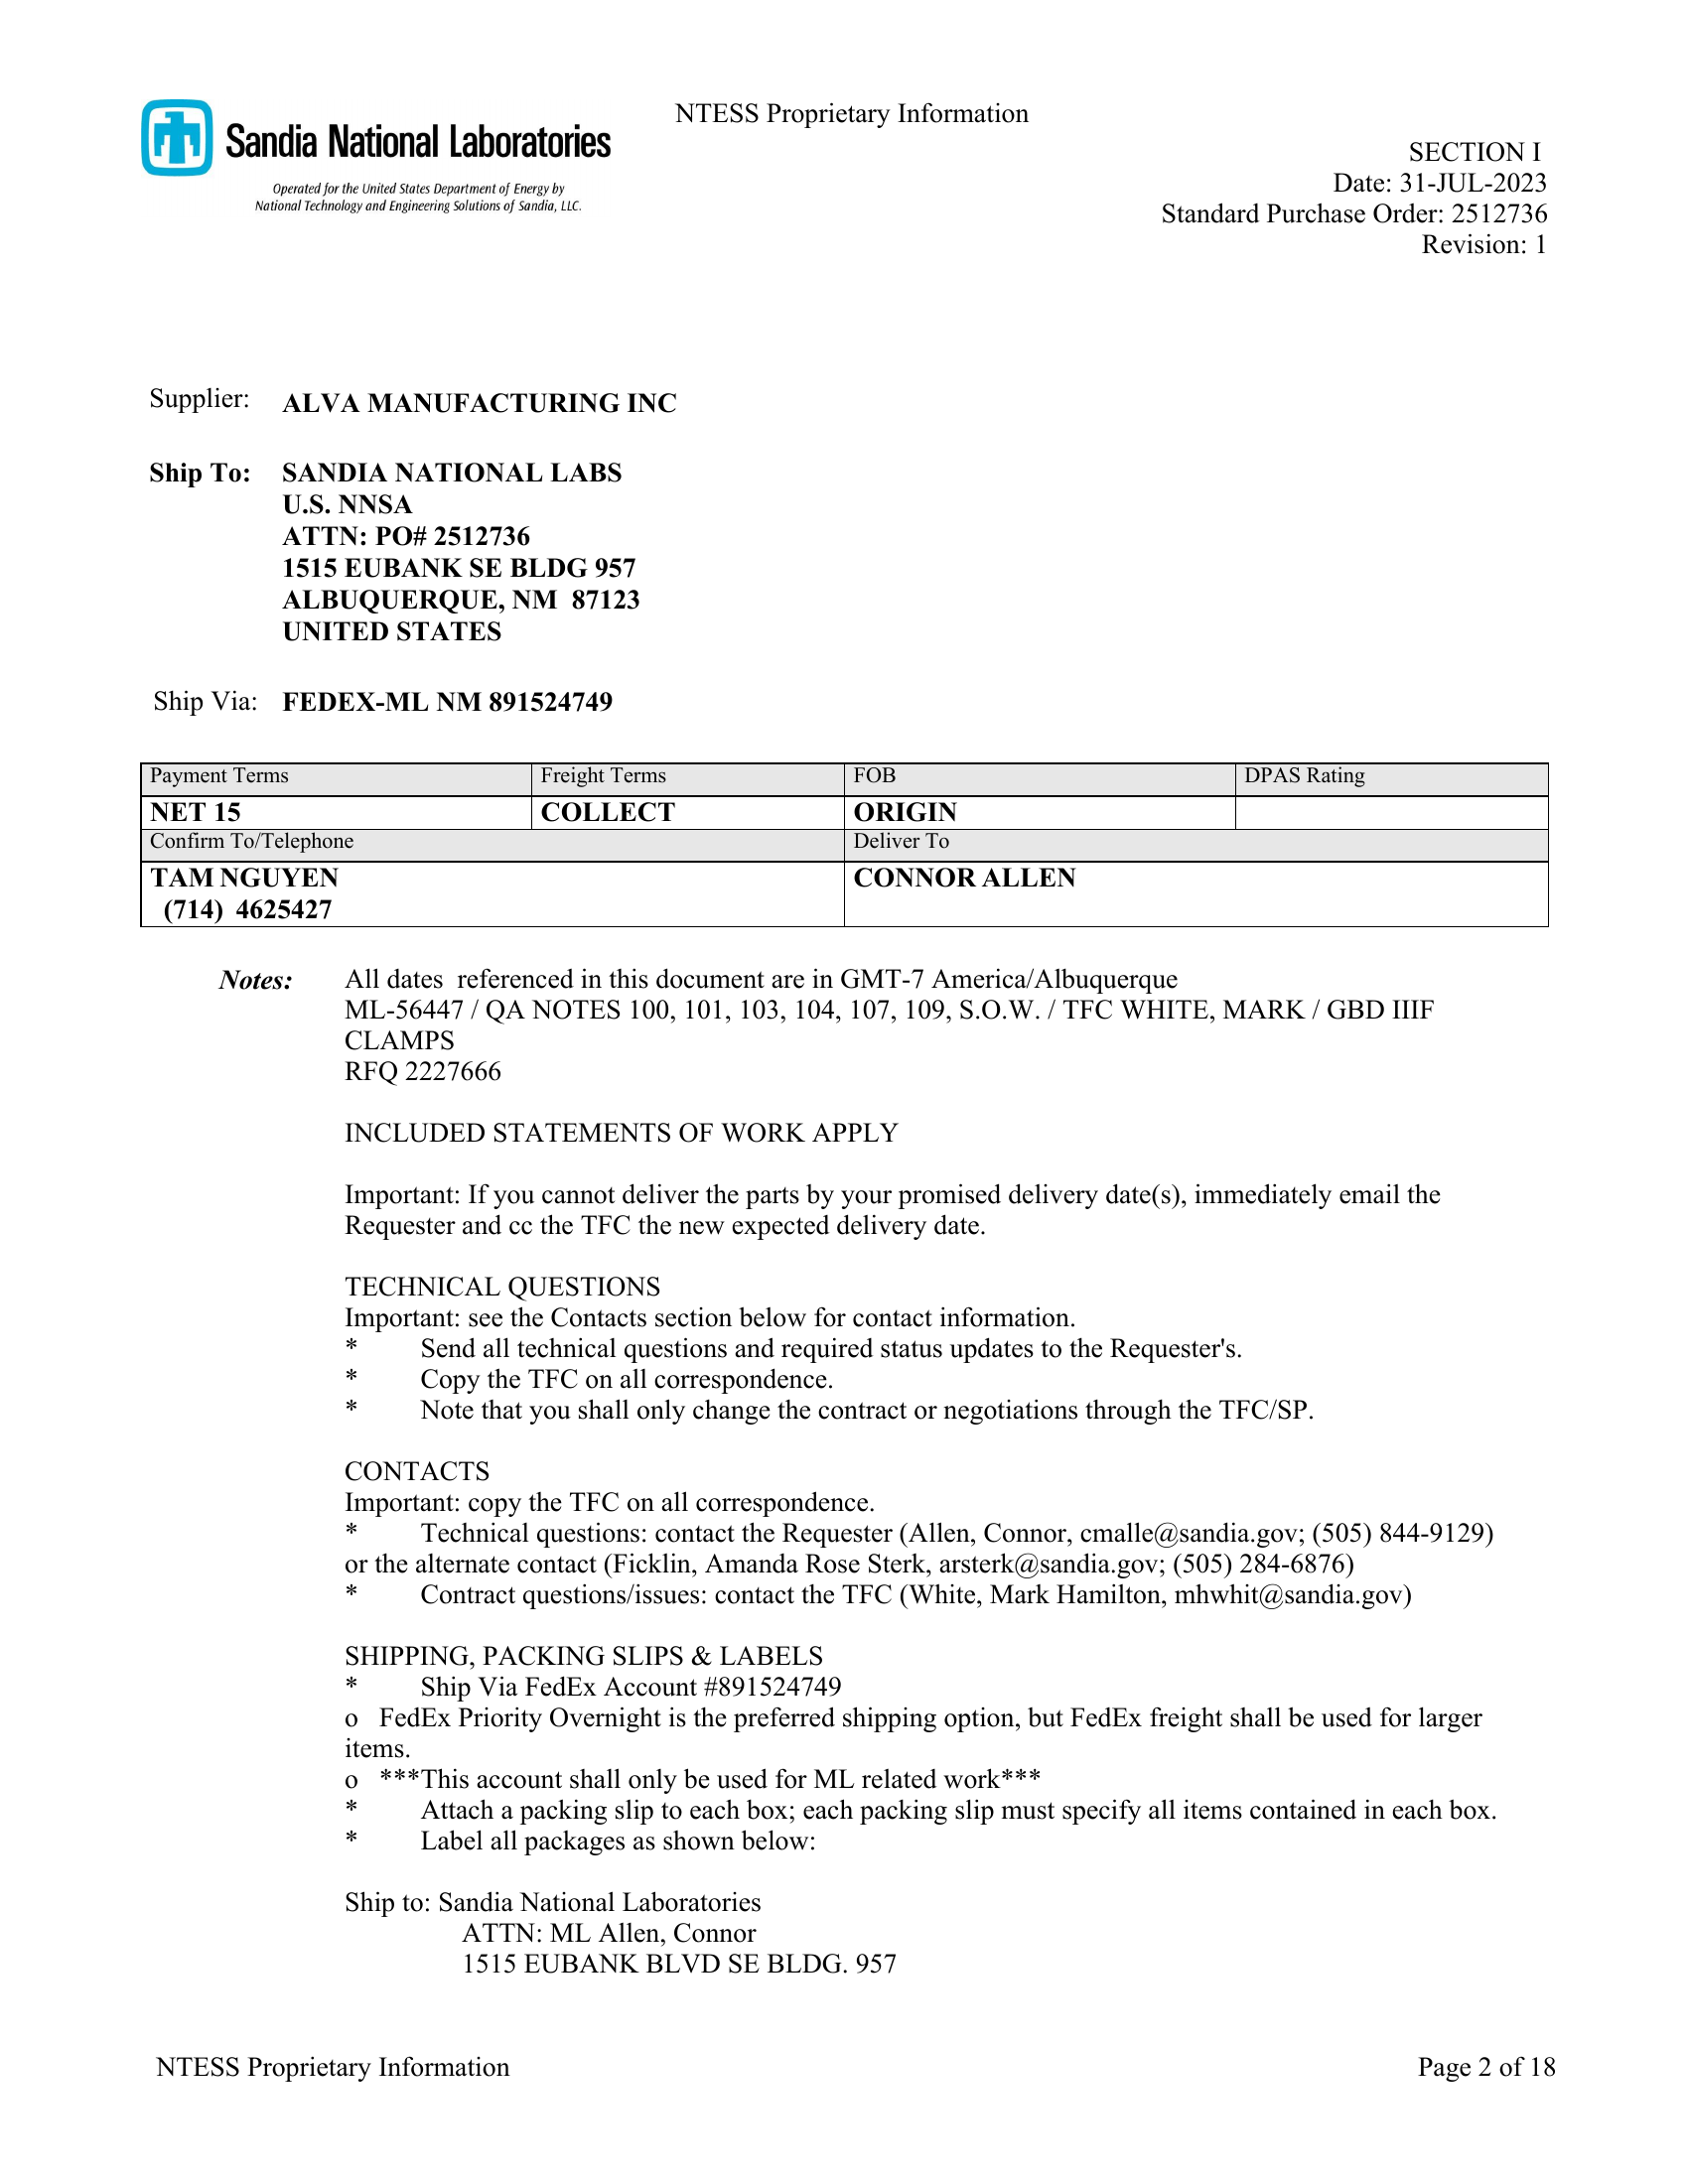 NTESS Proprietary Information
Sandia National Laboratories
Operated for the United States Department of Energy by
National Technology and Engineering Solutions of Sandia, LLC.
SECTION I
Date: 31-JUL-2023
Standard Purchase Order: 2512736
Revision: 1
Supplier: ALVA MANUFACTURING INC
Ship To: SANDIA NATIONAL LABS
U.S. NNSA
ATTN: PO# 2512736
1515 EUBANK SE BLDG 957
ALBUQUERQUE, NM 87123
UNITED STATES
Ship Via: FEDEX-ML NM 891524749
Payment Terms Freight Terms FOB DPAS Rating
NET 15 COLLECT ORIGIN
Confirm To/Telephone Deliver To
TAM NGUYEN CONNOR ALLEN
(714) 4625427
Notes: All dates referenced in this document are in GMT-7 America/Albuquerque
ML-56447 / QA NOTES 100, 101, 103, 104, 107, 109, S.O.W. / TFC WHITE, MARK / GBD IIIF
CLAMPS
RFQ 2227666
INCLUDED STATEMENTS OF WORK APPLY
Important: If you cannot deliver the parts by your promised delivery date(s), immediately email the
Requester and cc the TFC the new expected delivery date.
TECHNICAL QUESTIONS
Important: see the Contacts section below for contact information.
* Send all technical questions and required status updates to the Requester's.
* Copy the TFC on all correspondence.
* Note that you shall only change the contract or negotiations through the TFC/SP.
CONTACTS
Important: copy the TFC on all correspondence.
* Technical questions: contact the Requester (Allen, Connor, cmalle@sandia.gov; (505) 844-9129)
or the alternate contact (Ficklin, Amanda Rose Sterk, arsterk@sandia.gov; (505) 284-6876)
* Contract questions/issues: contact the TFC (White, Mark Hamilton, mhwhit@sandia.gov)
SHIPPING, PACKING SLIPS & LABELS
* Ship Via FedEx Account #891524749
o FedEx Priority Overnight is the preferred shipping option, but FedEx freight shall be used for larger
items.
o ***This account shall only be used for ML related work***
* Attach a packing slip to each box; each packing slip must specify all items contained in each box.
* Label all packages as shown below:
Ship to: Sandia National Laboratories
ATTN: ML Allen, Connor
1515 EUBANK BLVD SE BLDG. 957
NTESS Proprietary Information Page 2 of 18